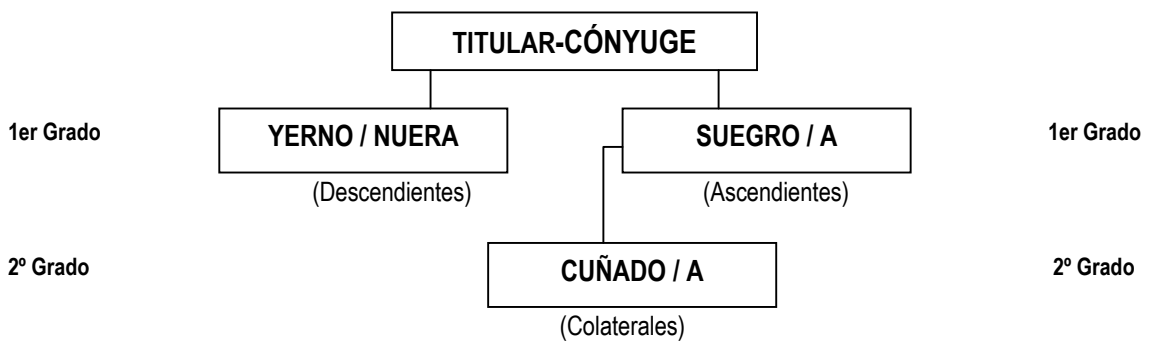 TITULAR-CÓNYUGE
1er Grado YERNO / NUERA SUEGRO / A 1er Grado
(Descendientes) (Ascendientes)
2º Grado CUÑADO / A 2º Grado
(Colaterales)